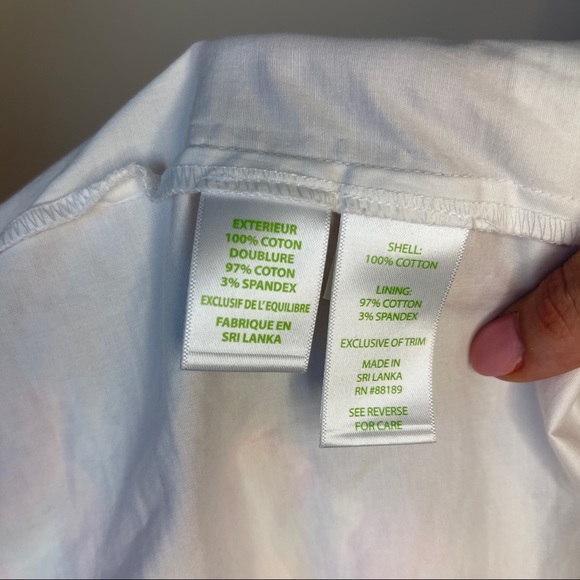 EXTERIEUR
100% COTON
DOUBLURE
97% COTON
3% SPANDEX
EXCLUSIF DE L'EQUILIBRE
FABRIQUE EN
SRI LANKA
SHELL:
100% COTTON
LINING:
97% COTTON
3% SPANDEX
EXCLUSIVE OF TRIM
MADE IN
SRI LANKA
RN #88189
SEE REVERSE
FOR CARE